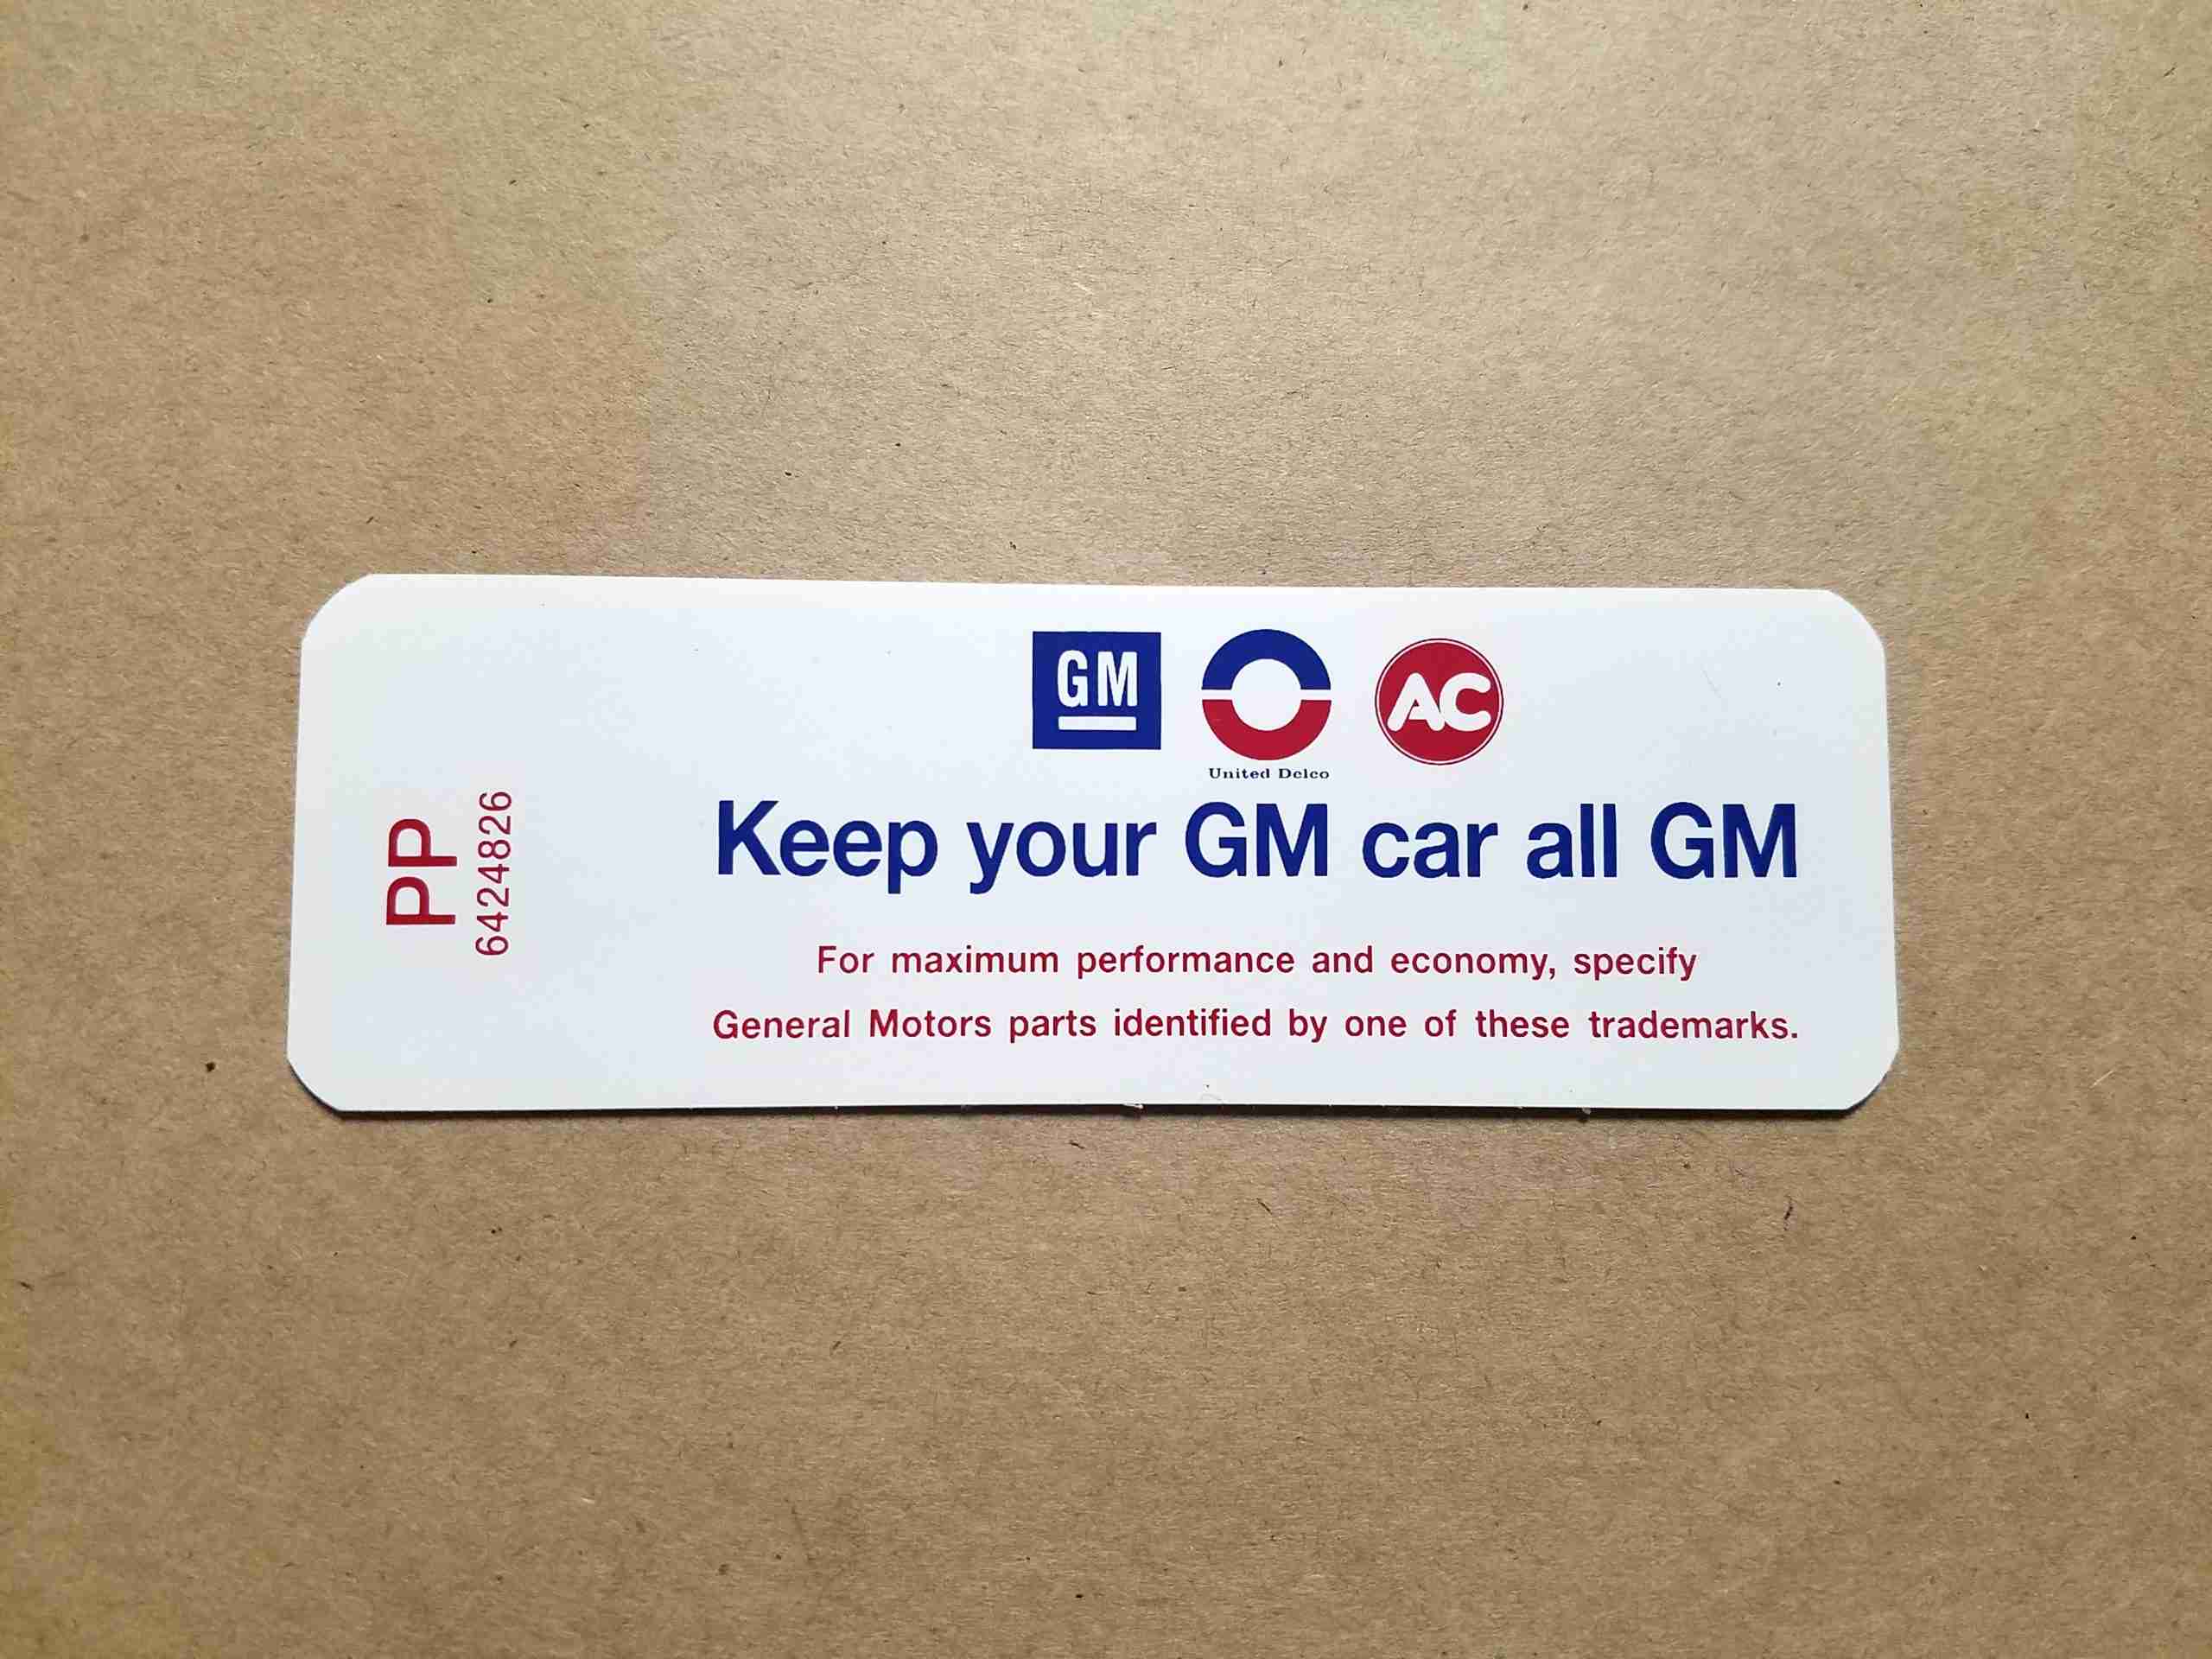 PP
6424826
GM
United Delco
AC
Keep your GM car all GM
For maximum performance and economy, specify
General Motors parts identified by one of these trademarks.